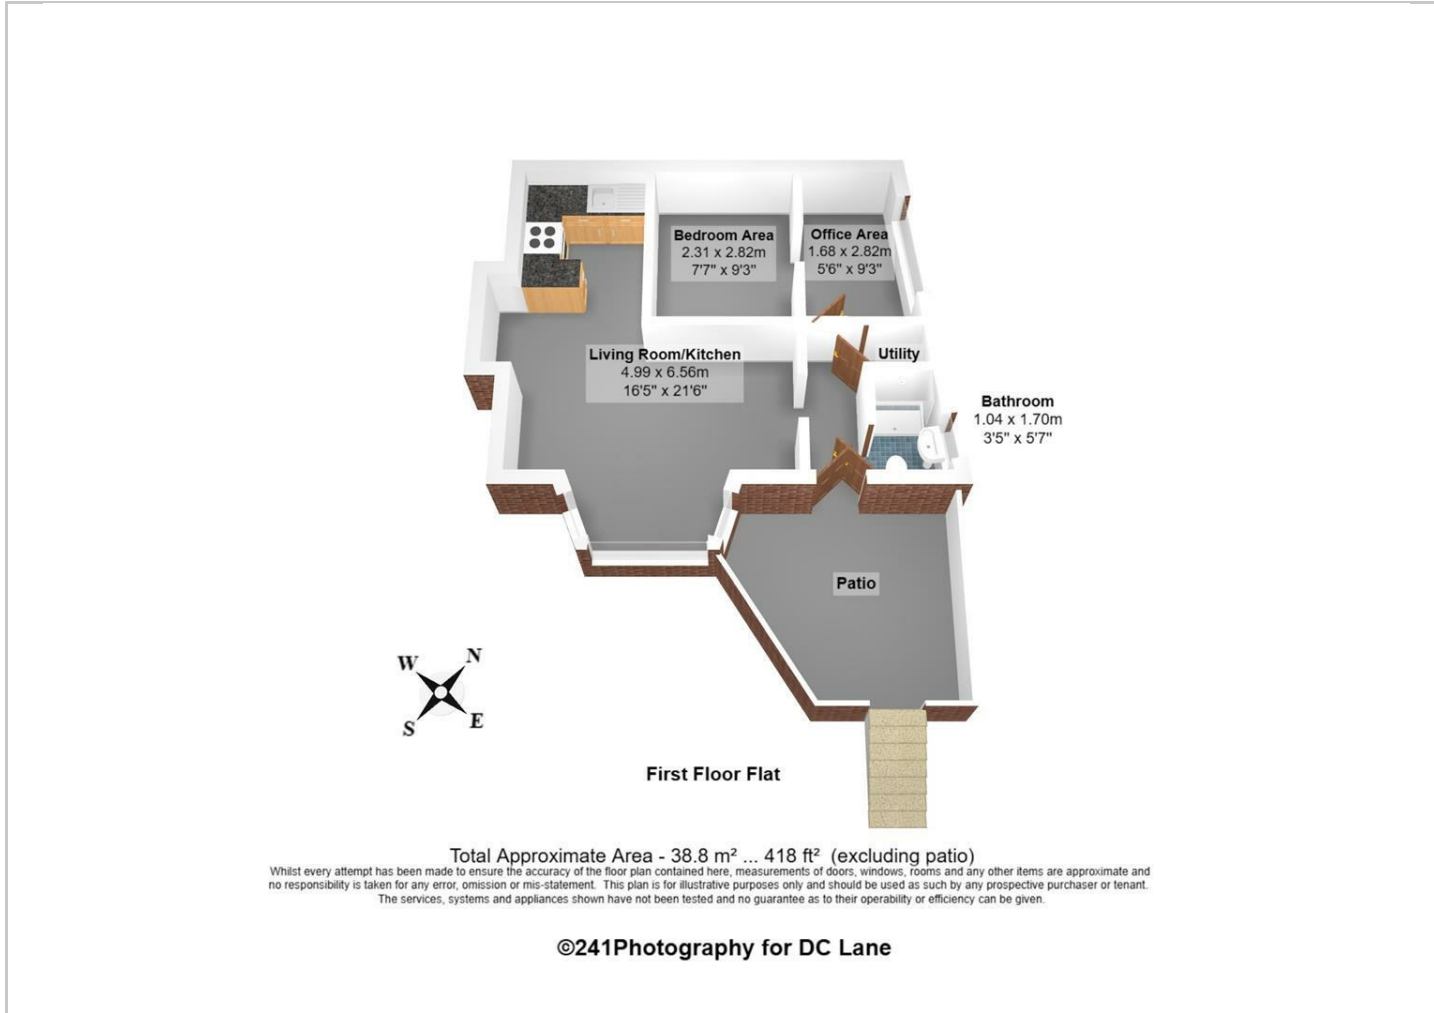 Bedroom Area
2.31 x 2.82m
7'7" x 9'3"
Office Area
1.68 x 2.82m
5'6" x 9'3"
Living Room/Kitchen
4.99 x 6.56m
16'5" x 21'6"
Utility
Bathroom
1.04 x 1.70m
3'5" x 5'7"
Patio
W
N
S
E
First Floor Flat
Total Approximate Area - 38.8 m² ... 418 ft² (excluding patio)
Whilst every attempt has been made to ensure the accuracy of the floor plan contained here, measurements of doors, windows, rooms and any other items are approximate and
no responsibility is taken for any error, omission or mis-statement. This plan is for illustrative purposes only and should be used as such by any prospective purchaser or tenant.
The services, systems and appliances shown have not been tested and no guarantee as to their operability or efficiency can be given.
©241Photography for DC Lane